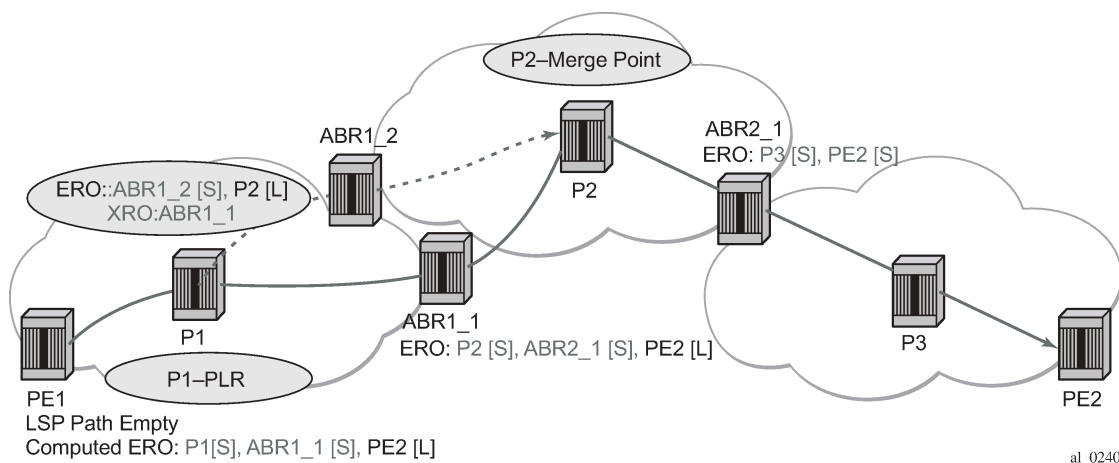 P2–Merge Point
ABR1_2
ABR2_1
ERO: P3 [S], PE2 [S]
P2
ERO::ABR1_2 [S], P2 [L]
XRO:ABR1_1
P1
ABR1_1
ERO: P2 [S], ABR2_1 [S], PE2 [L]
P3
P1–PLR
PE1
LSP Path Empty
Computed ERO: P1[S], ABR1_1 [S], PE2 [L]
PE2
al_0240